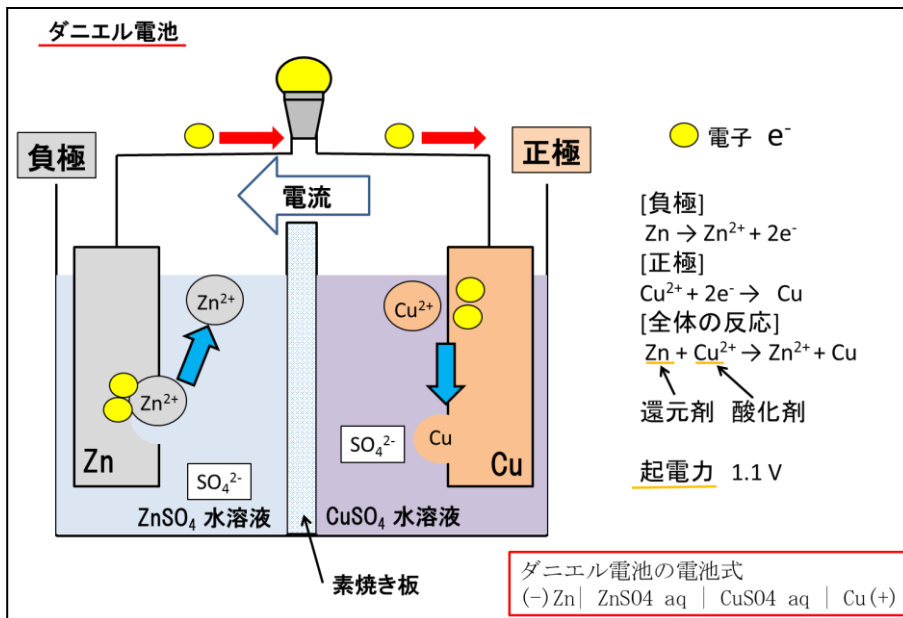 ダニエル電池
負極
正極
電流
電子 e⁻
[負極]
Zn → Zn²⁺ + 2e⁻
[正極]
Cu²⁺ + 2e⁻ → Cu
[全体の反応]
Zn + Cu²⁺ → Zn²⁺ + Cu
還元剤 酸化剤
起電力 1.1 V
Zn²⁺
Zn²⁺
Zn
SO₄²⁻
ZnSO₄ 水溶液
Cu²⁺
Cu
SO₄²⁻
Cu
CuSO₄ 水溶液
素焼き板
ダニエル電池の電池式
(-)Zn| ZnSO4 aq | CuSO4 aq | Cu(+)